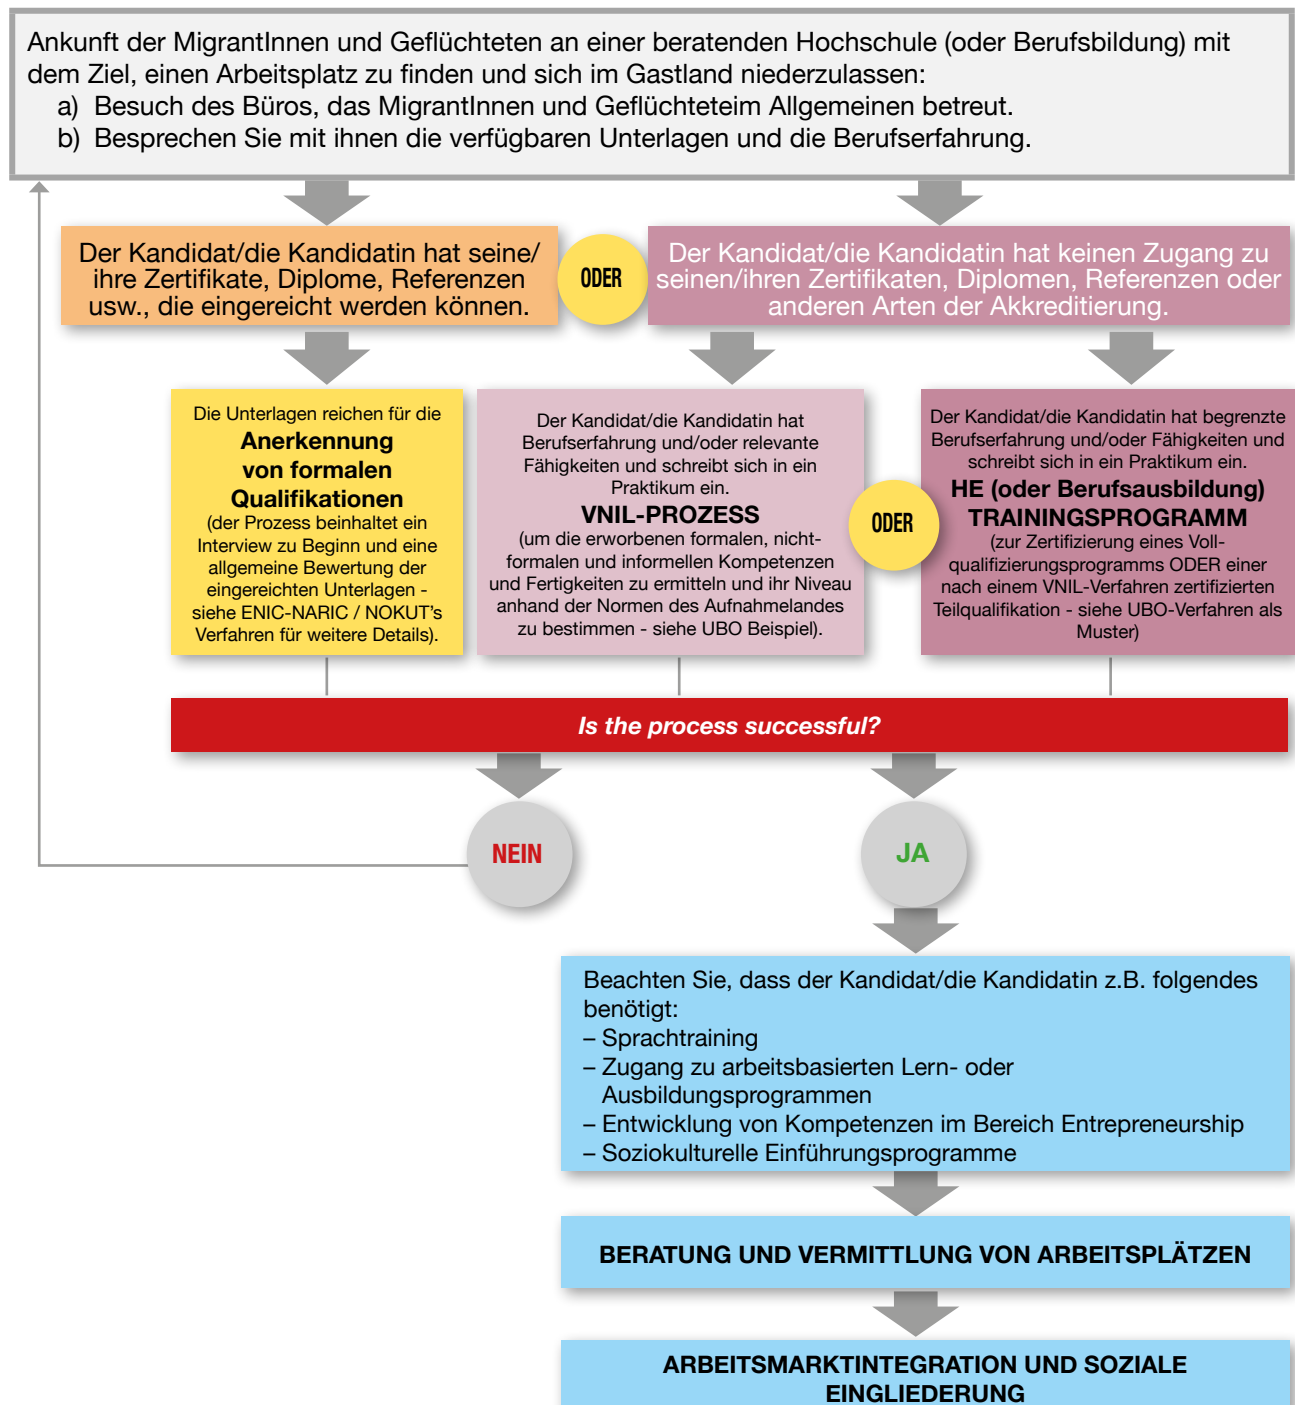 Ankunft der MigrantInnen und Geflüchteten an einer beratenden Hochschule (oder Berufsbildung) mit
dem Ziel, einen Arbeitsplatz zu finden und sich im Gastland niederzulassen:
a) Besuch des Büros, das MigrantInnen und Geflüchteteim Allgemeinen betreut.
b) Besprechen Sie mit ihnen die verfügbaren Unterlagen und die Berufserfahrung.
Der Kandidat/die Kandidatin hat seine/
ihre Zertifikate, Diplome, Referenzen
usw., die eingereicht werden können.
ODER
Der Kandidat/die Kandidatin hat keinen Zugang zu
seinen/ihren Zertifikaten, Diplomen, Referenzen oder
anderen Arten der Akkreditierung.
Die Unterlagen reichen für die
Anerkennung
von formalen
Qualifikationen
(der Prozess beinhaltet ein
Interview zu Beginn und eine
allgemeine Bewertung der
eingereichten Unterlagen -
siehe ENIC-NARIC / NOKUT’s
Verfahren für weitere Details).
Der Kandidat/die Kandidatin hat
Berufserfahrung und/oder relevante
Fähigkeiten und schreibt sich in ein
Praktikum ein.
VNIL-PROZESS
(um die erworbenen formalen, nicht-
formalen und informellen Kompetenzen
und Fertigkeiten zu ermitteln und ihr Niveau
anhand der Normen des Aufnahmelandes
zu bestimmen - siehe UBO Beispiel).
ODER
Der Kandidat/die Kandidatin hat begrenzte
Berufserfahrung und/oder Fähigkeiten und
schreibt sich in ein Praktikum ein.
HE (oder Berufsausbildung)
TRAININGSPROGRAMM
(zur Zertifizierung eines Voll-
qualifizierungsprogramms ODER einer
nach einem VNIL-Verfahren zertifizierten
Teilqualifikation - siehe UBO-Verfahren als
Muster)
Is the process successful?
NEIN
JA
Beachten Sie, dass der Kandidat/die Kandidatin z.B. folgendes
benötigt:
– Sprachtraining
– Zugang zu arbeitsbasierten Lern- oder
Ausbildungsprogrammen
– Entwicklung von Kompetenzen im Bereich Entrepreneurship
– Soziokulturelle Einführungsprogramme
BERATUNG UND VERMITTLUNG VON ARBEITSPLÄTZEN
ARBEITSMARKTINTEGRATION UND SOZIALE
EINGLIEDERUNG